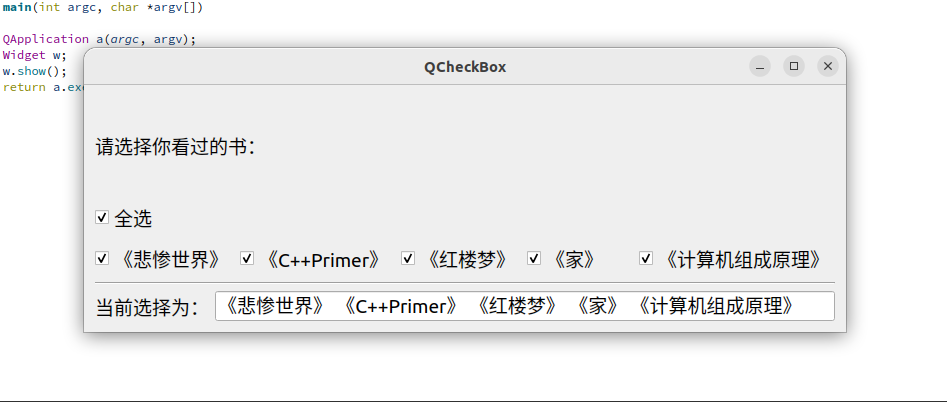 main(int argc, char *argv[])
QApplication a(argc, argv);
Widget w;
w.show();
return a.exe
QCheckBox
请选择你看过的书：
全选
《悲惨世界》 《C++Primer》 《红楼梦》 《家》 《计算机组成原理》
当前选择为： 《悲惨世界》 《C++Primer》 《红楼梦》 《家》 《计算机组成原理》